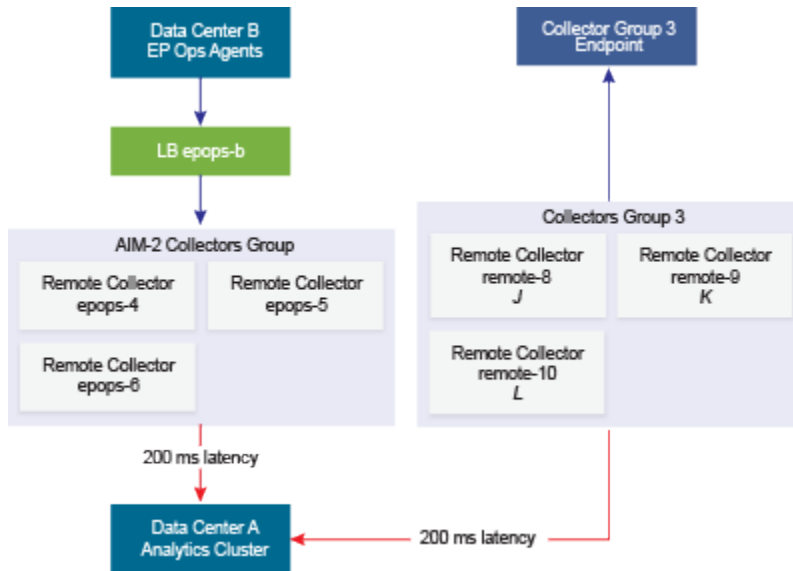 Data Center B
EP Ops Agents
LB epops-b
AIM-2 Collectors Group
Remote Collector
epops-4
Remote Collector
epops-5
Remote Collector
epops-6
200 ms latency
Data Center A
Analytics Cluster
Collector Group 3
Endpoint
Collectors Group 3
Remote Collector
remote-8
J
Remote Collector
remote-9
K
Remote Collector
remote-10
L
200 ms latency